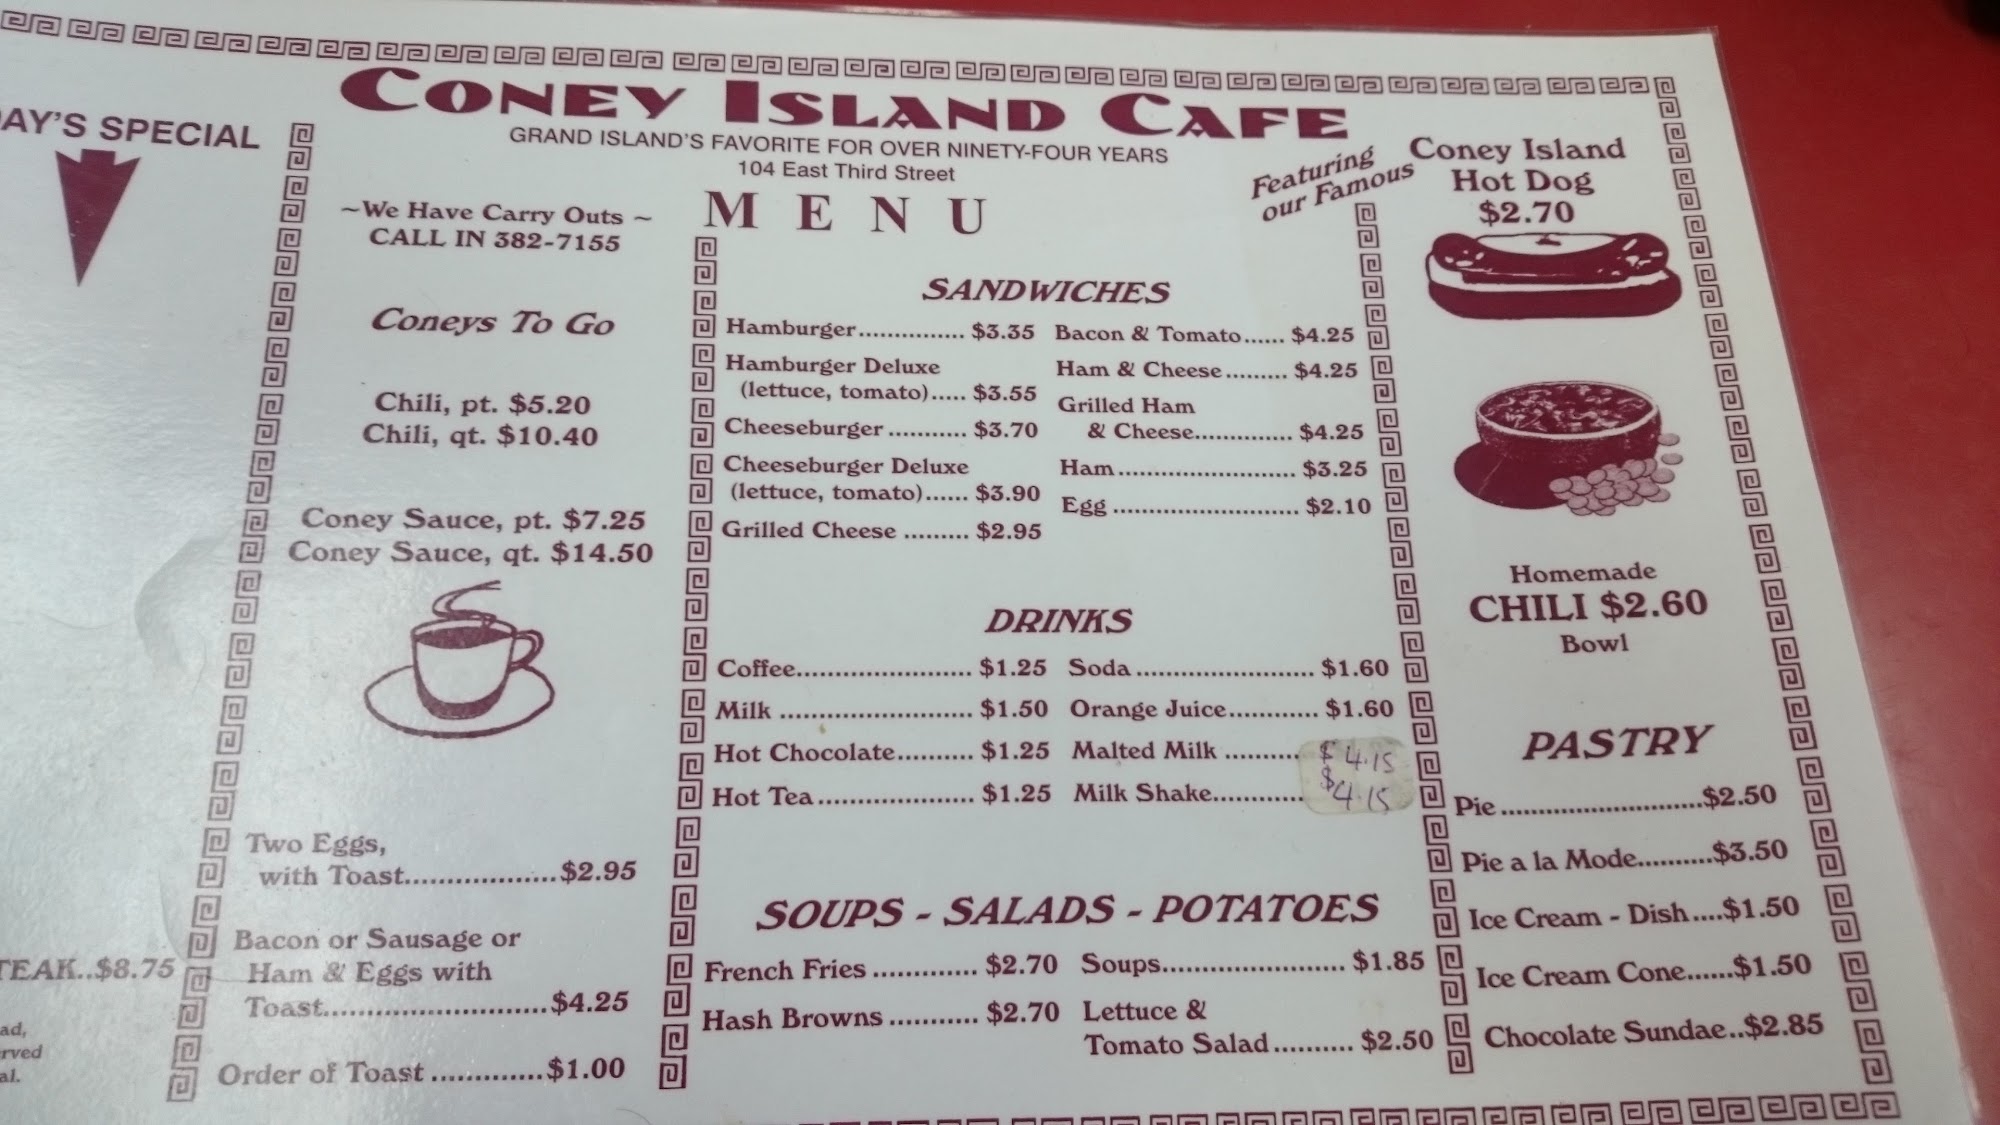 AY'S SPECIAL
TEAK..$8.75
ad,
rved
al.
CONEY ISLAND CAFE
GRAND ISLAND'S FAVORITE FOR OVER NINETY-FOUR YEARS
104 East Third Street
MENU
~We Have Carry Outs ~
CALL IN 382-7155
Coneys To Go
Chili, pt. $5.20
Chili, qt. $10.40
Coney Sauce, pt. $7.25
Coney Sauce, qt. $14.50
Two Eggs,
with Toast..................$2.95
Bacon or Sausage or
Ham & Eggs with
Toast..........................$4.25
Order of Toast .............$1.00
SANDWICHES
Hamburger............... $3.35
Hamburger Deluxe
(lettuce, tomato)..... $3.55
Cheeseburger ........... $3.70
Cheeseburger Deluxe
(lettuce, tomato)...... $3.90
Grilled Cheese ......... $2.95
Bacon & Tomato...... $4.25
Ham & Cheese......... $4.25
Grilled Ham
& Cheese.............. $4.25
Ham......................... $3.25
Egg .......................... $2.10
DRINKS
Coffee........................ $1.25
Milk .......................... $1.50
Hot Chocolate.......... $1.25
Hot Tea..................... $1.25
Soda ........................ $1.60
Orange Juice............ $1.60
Malted Milk .......... $4.15
Milk Shake............ $4.15
SOUPS - SALADS - POTATOES
French Fries ............. $2.70
Hash Browns ........... $2.70
Soups........................ $1.85
Lettuce &
Tomato Salad.......... $2.50
Featuring
our Famous
Coney Island
Hot Dog
$2.70
Homemade
CHILI $2.60
Bowl
PASTRY
Pie..........................$2.50
Pie a la Mode..........$3.50
Ice Cream - Dish....$1.50
Ice Cream Cone......$1.50
Chocolate Sundae..$2.85